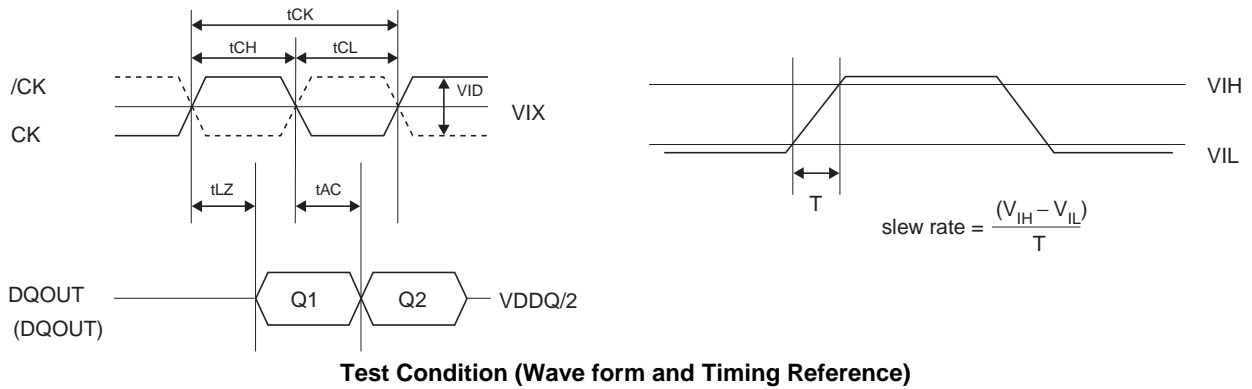 tCK
tCH
tCL
/CK
VID
VIX
CK
tLZ
tAC
DQOUT
(DQOUT)
Q1
Q2
VDDQ/2
VIH
VIL
T
slew rate = (VIH – VIL)
T
Test Condition (Wave form and Timing Reference)